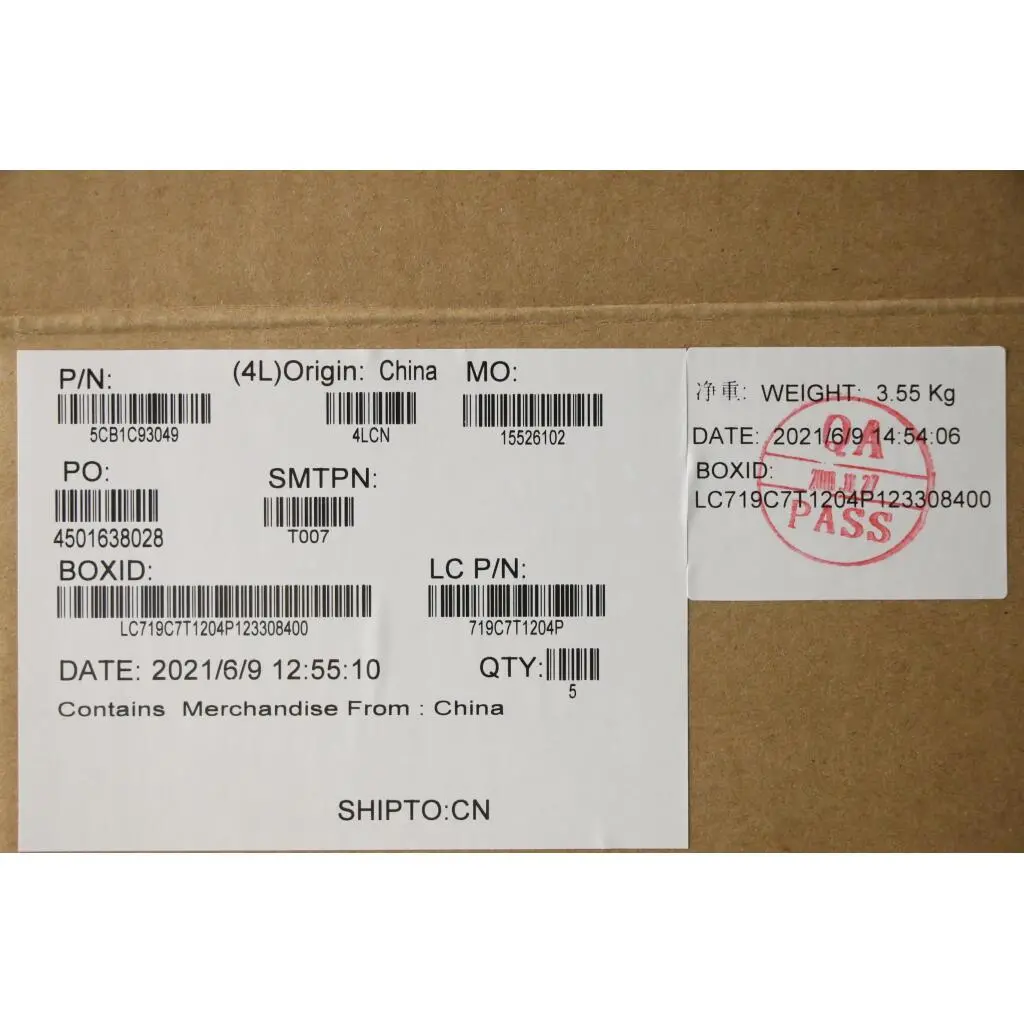 P/N:
5CB1C93049
(4L)Origin: China
4LCN
MO:
15526102
PO:
4501638028
SMTPN:
T007
BOXID:
LC719C7T1204P123308400
LC P/N:
719C7T1204P
DATE: 2021/6/9 12:55:10
QTY:
5
Contains Merchandise From : China
SHIPTO:CN
净重: WEIGHT: 3.55 Kg
DATE: 2021/6/9 14:54:06
BOXID:
LC719C7T1204P123308400
QA
PASS